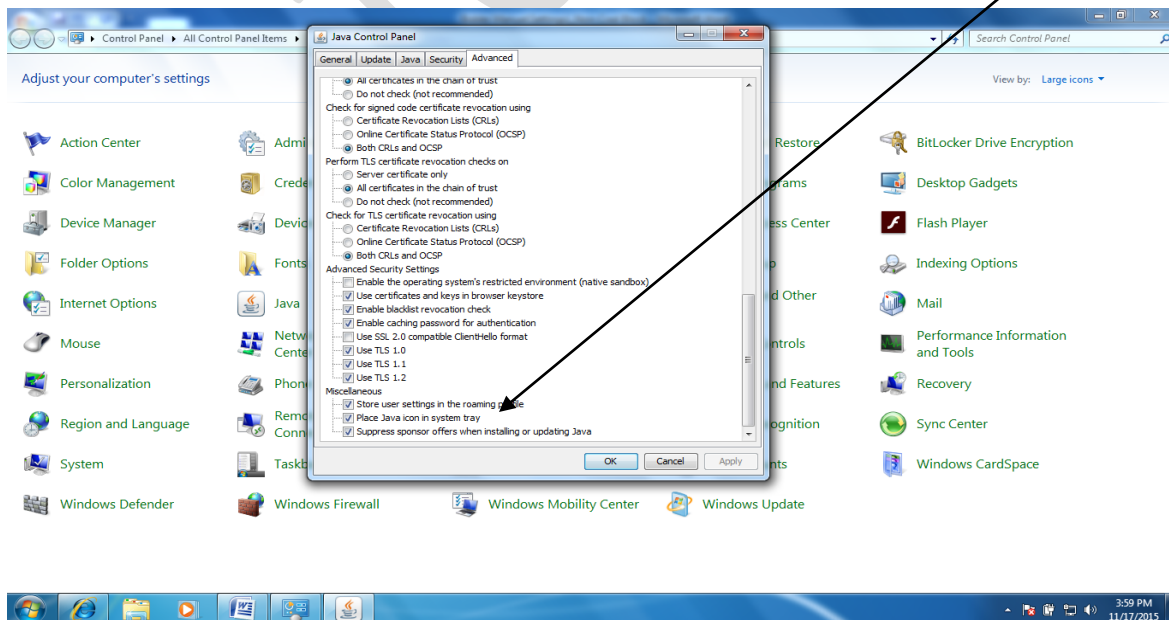 Control Panel ▸ All Control Panel Items ▸
Search Control Panel
Java Control Panel
General Update Java Security Advanced
Adjust your computer's settings
View by: Large icons
All certificates in the chain of trust
Do not check (not recommended)
Check for signed code certificate revocation using
Certificate Revocation Lists (CRLs)
Online Certificate Status Protocol (OCSP)
Both CRLs and OCSP
Perform TLS certificate revocation checks on
Server certificate only
All certificates in the chain of trust
Do not check (not recommended)
Check for TLS certificate revocation using
Certificate Revocation Lists (CRLs)
Online Certificate Status Protocol (OCSP)
Both CRLs and OCSP
Advanced Security Settings
Enable the operating system's restricted environment (native sandbox)
Use certificates and keys in browser keystore
Enable blacklist revocation check
Enable caching password for authentication
Use SSL 2.0 compatible ClientHello format
Use TLS 1.0
Use TLS 1.1
Use TLS 1.2
Miscellaneous
Store user settings in the roaming
Place Java icon in system tray
Suppress sponsor offers when installing or updating Java
OK Cancel Apply
Action Center
Admi
Restore
BitLocker Drive Encryption
Color Management
Crede
grams
Desktop Gadgets
Device Manager
Devic
ess Center
Flash Player
Folder Options
Fonts
Indexing Options
Internet Options
Java
d Other
Mail
Mouse
Netw
Cente
ntrols
Performance Information
and Tools
Personalization
Phon
nd Features
Recovery
Region and Language
Remo
Conn
ognition
Sync Center
System
Taskb
nts
Windows CardSpace
Windows Defender
Windows Firewall
Windows Mobility Center
Windows Update
3:59 PM
11/17/2015